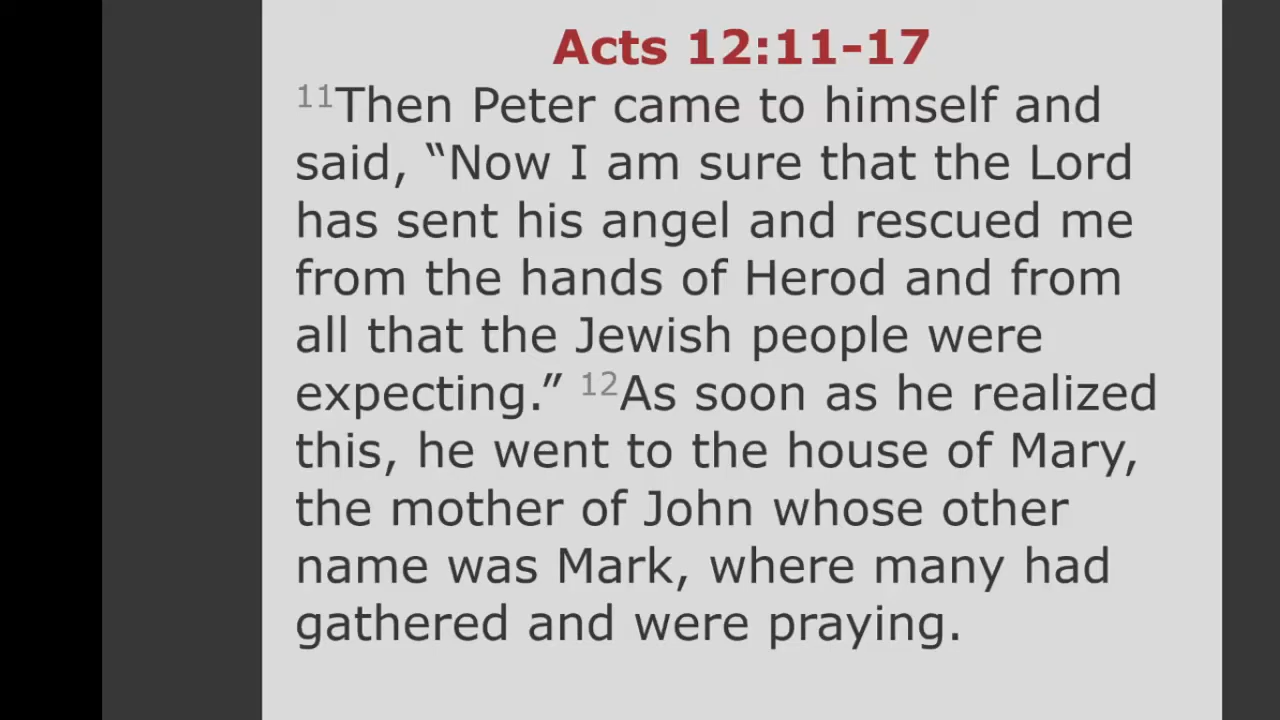 Acts 12:11-17
11Then Peter came to himself and
said, “Now I am sure that the Lord
has sent his angel and rescued me
from the hands of Herod and from
all that the Jewish people were
expecting.” 12As soon as he realized
this, he went to the house of Mary,
the mother of John whose other
name was Mark, where many had
gathered and were praying.